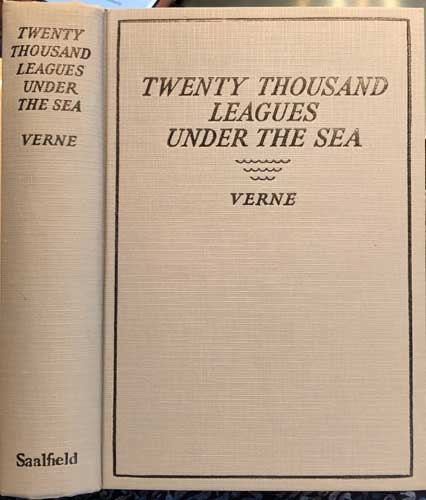 TWENTY
THOUSAND
LEAGUES
UNDER
THE SEA
VERNE
Saalfield
TWENTY THOUSAND
LEAGUES
UNDER THE SEA
VERNE